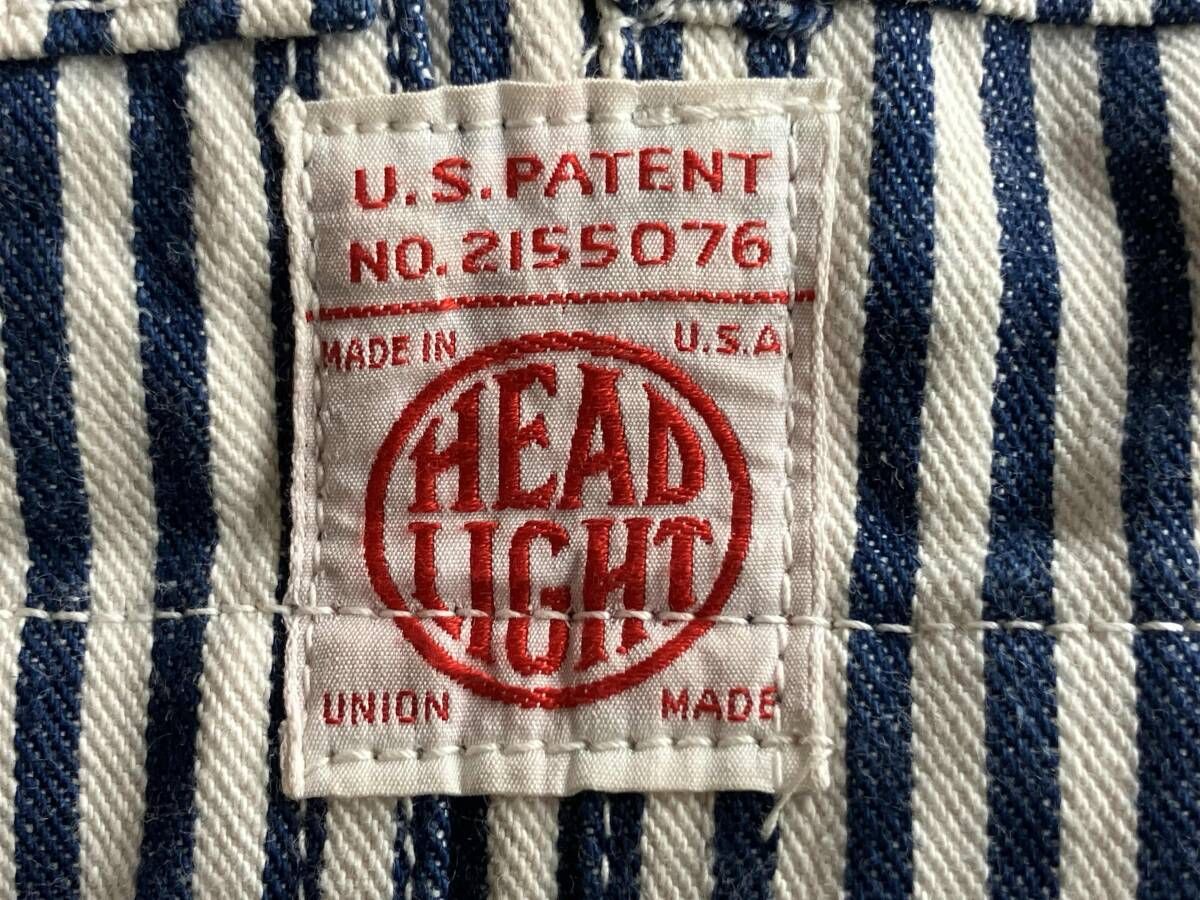 U.S. PATENT
NO. 2155076
MADE IN U.S.A
HEAD
LIGHT
UNION MADE